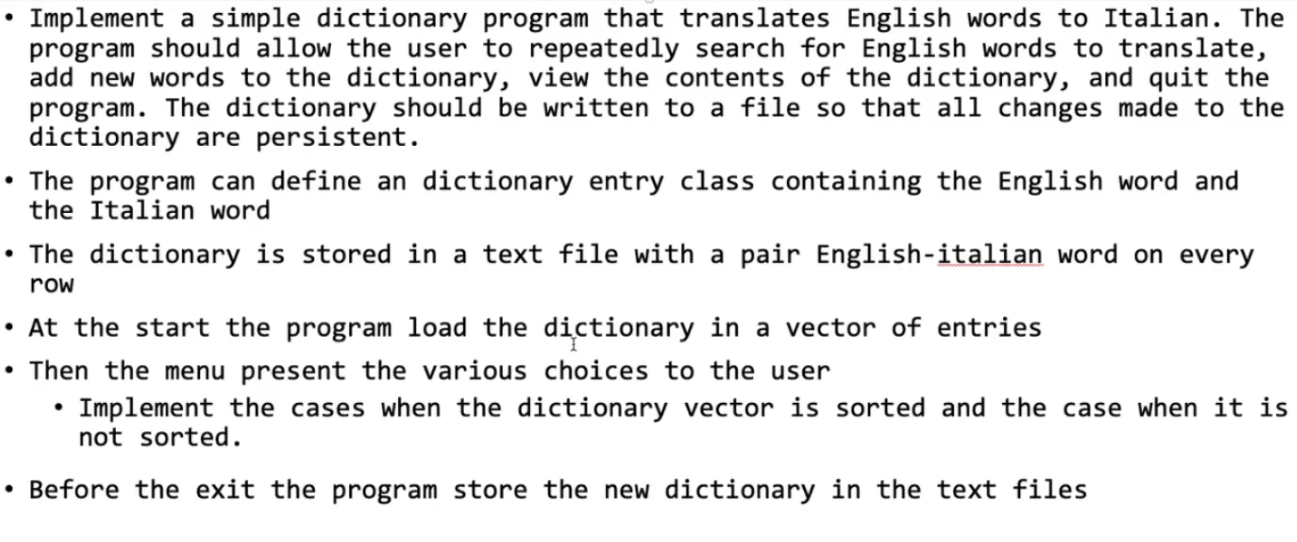 • Implement a simple dictionary program that translates English words to Italian. The
program should allow the user to repeatedly search for English words to translate,
add new words to the dictionary, view the contents of the dictionary, and quit the
program. The dictionary should be written to a file so that all changes made to the
dictionary are persistent.
• The program can define an dictionary entry class containing the English word and
the Italian word
• The dictionary is stored in a text file with a pair English-italian word on every
row
• At the start the program load the dictionary in a vector of entries
• Then the menu present the various choices to the user
• Implement the cases when the dictionary vector is sorted and the case when it is
not sorted.
• Before the exit the program store the new dictionary in the text files